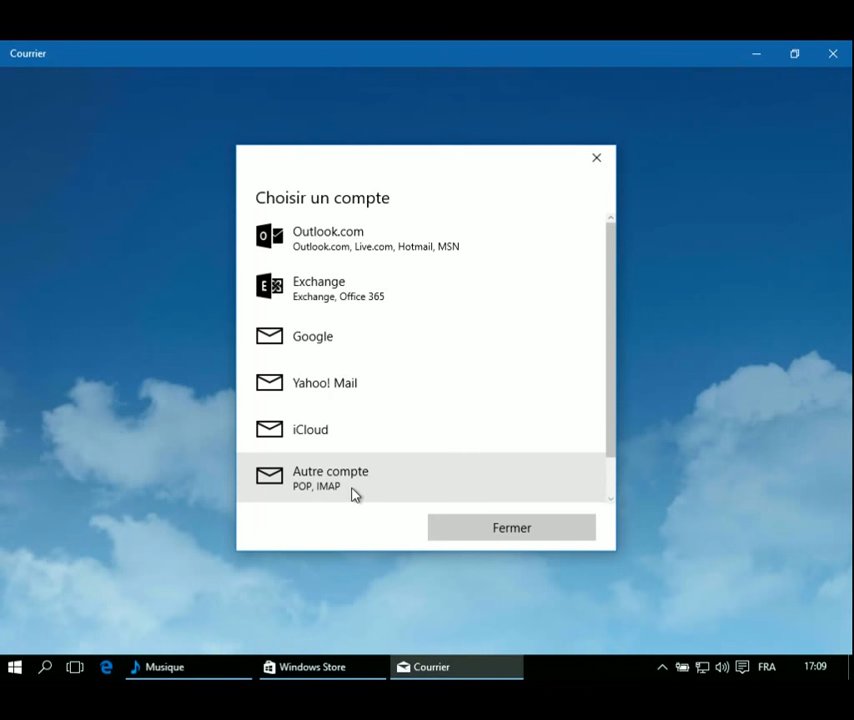 Courrier
Choisir un compte
Outlook.com
Outlook.com, Live.com, Hotmail, MSN
Exchange
Exchange, Office 365
Google
Yahoo! Mail
iCloud
Autre compte
POP, IMAP
Fermer
Musique
Windows Store
Courrier
FRA
17:09